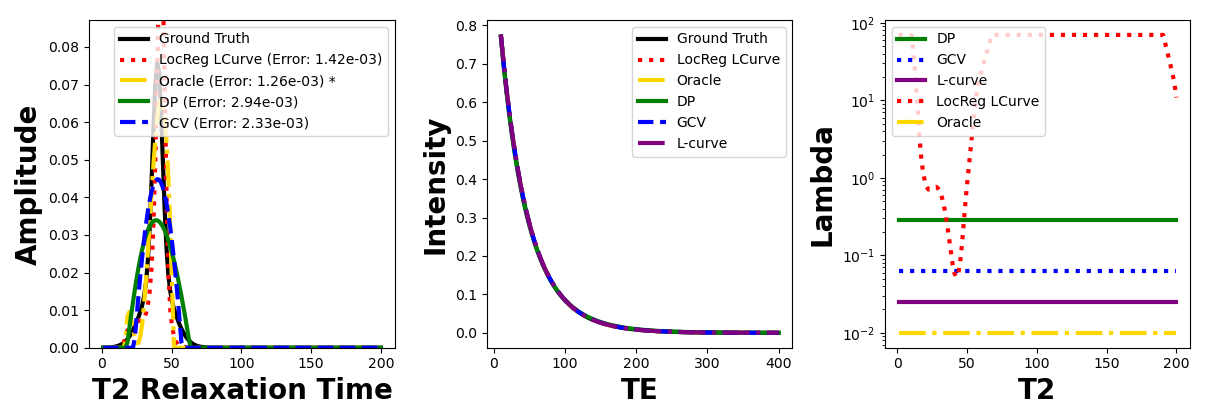 Amplitude
0.00
0.01
0.02
0.03
0.04
0.05
0.06
0.07
0.08
Ground Truth
LocReg LCurve (Error: 1.42e-03)
Oracle (Error: 1.26e-03) *
DP (Error: 2.94e-03)
GCV (Error: 2.33e-03)
0 50 100 150 200
T2 Relaxation Time
Intensity
0.0
0.1
0.2
0.3
0.4
0.5
0.6
0.7
0.8
Ground Truth
LocReg LCurve
Oracle
DP
GCV
L-curve
0 100 200 300 400
TE
Lambda
10⁻²
10⁻¹
10⁰
10¹
10²
DP
GCV
L-curve
LocReg LCurve
Oracle
0 50 100 150 200
T2